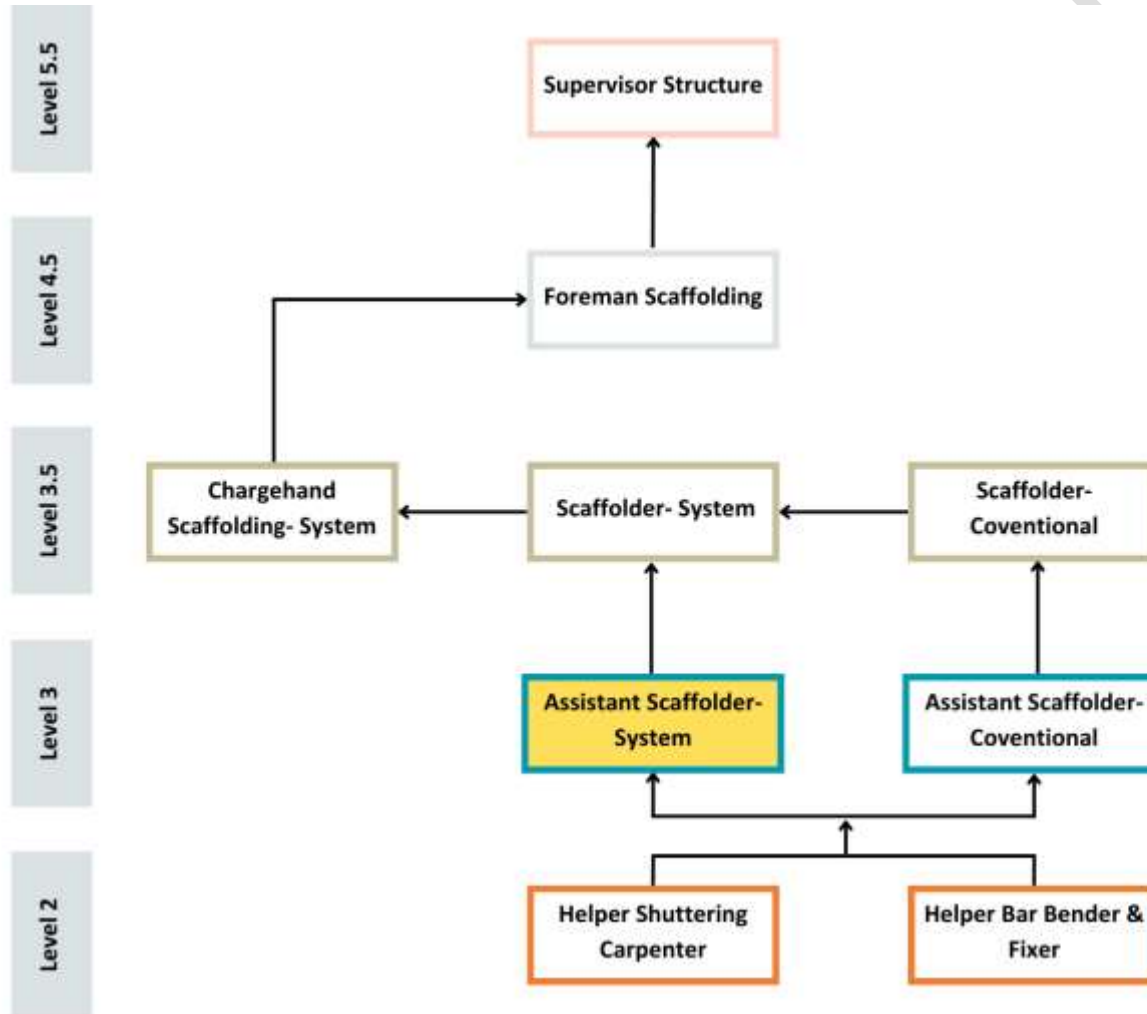 Level 5.5
Supervisor Structure
Level 4.5
Foreman Scaffolding
Level 3.5
Chargehand
Scaffolding- System
Scaffolder- System
Scaffolder-
Coventional
Level 3
Assistant Scaffolder-
System
Assistant Scaffolder-
Coventional
Level 2
Helper Shuttering
Carpenter
Helper Bar Bender &
Fixer